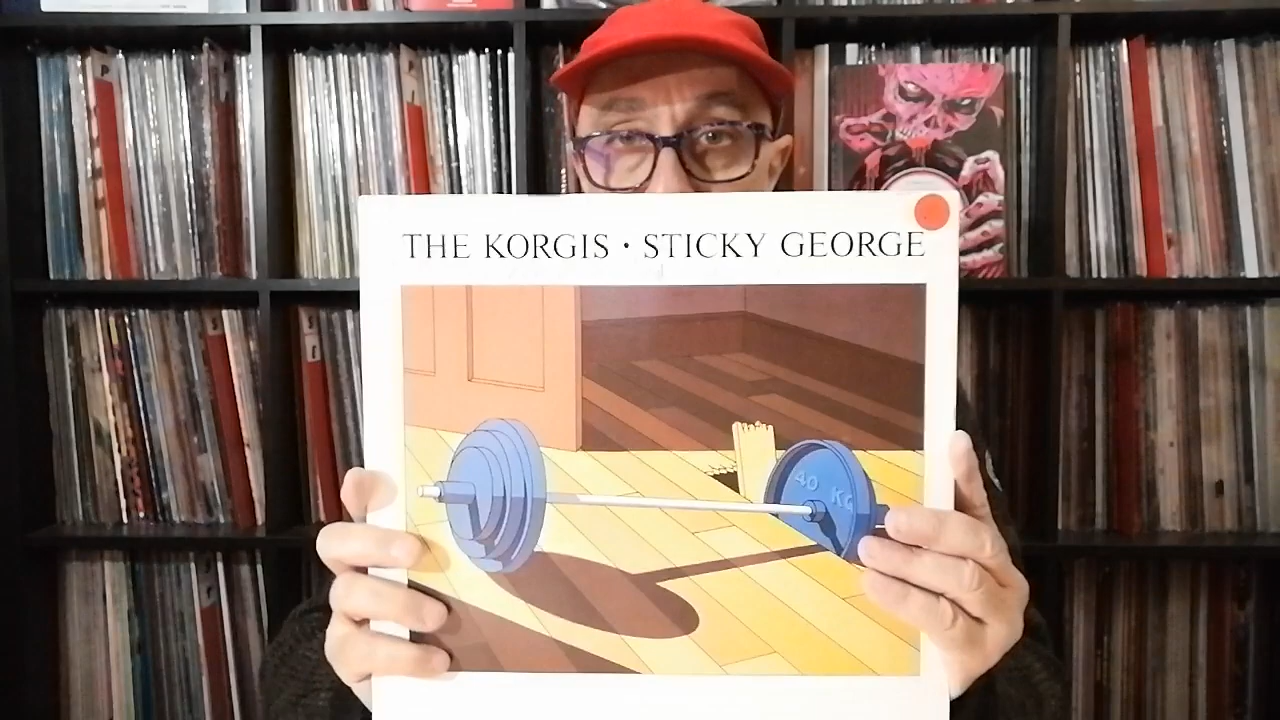 P
THE KORGIS • STICKY GEORGE
40 KG